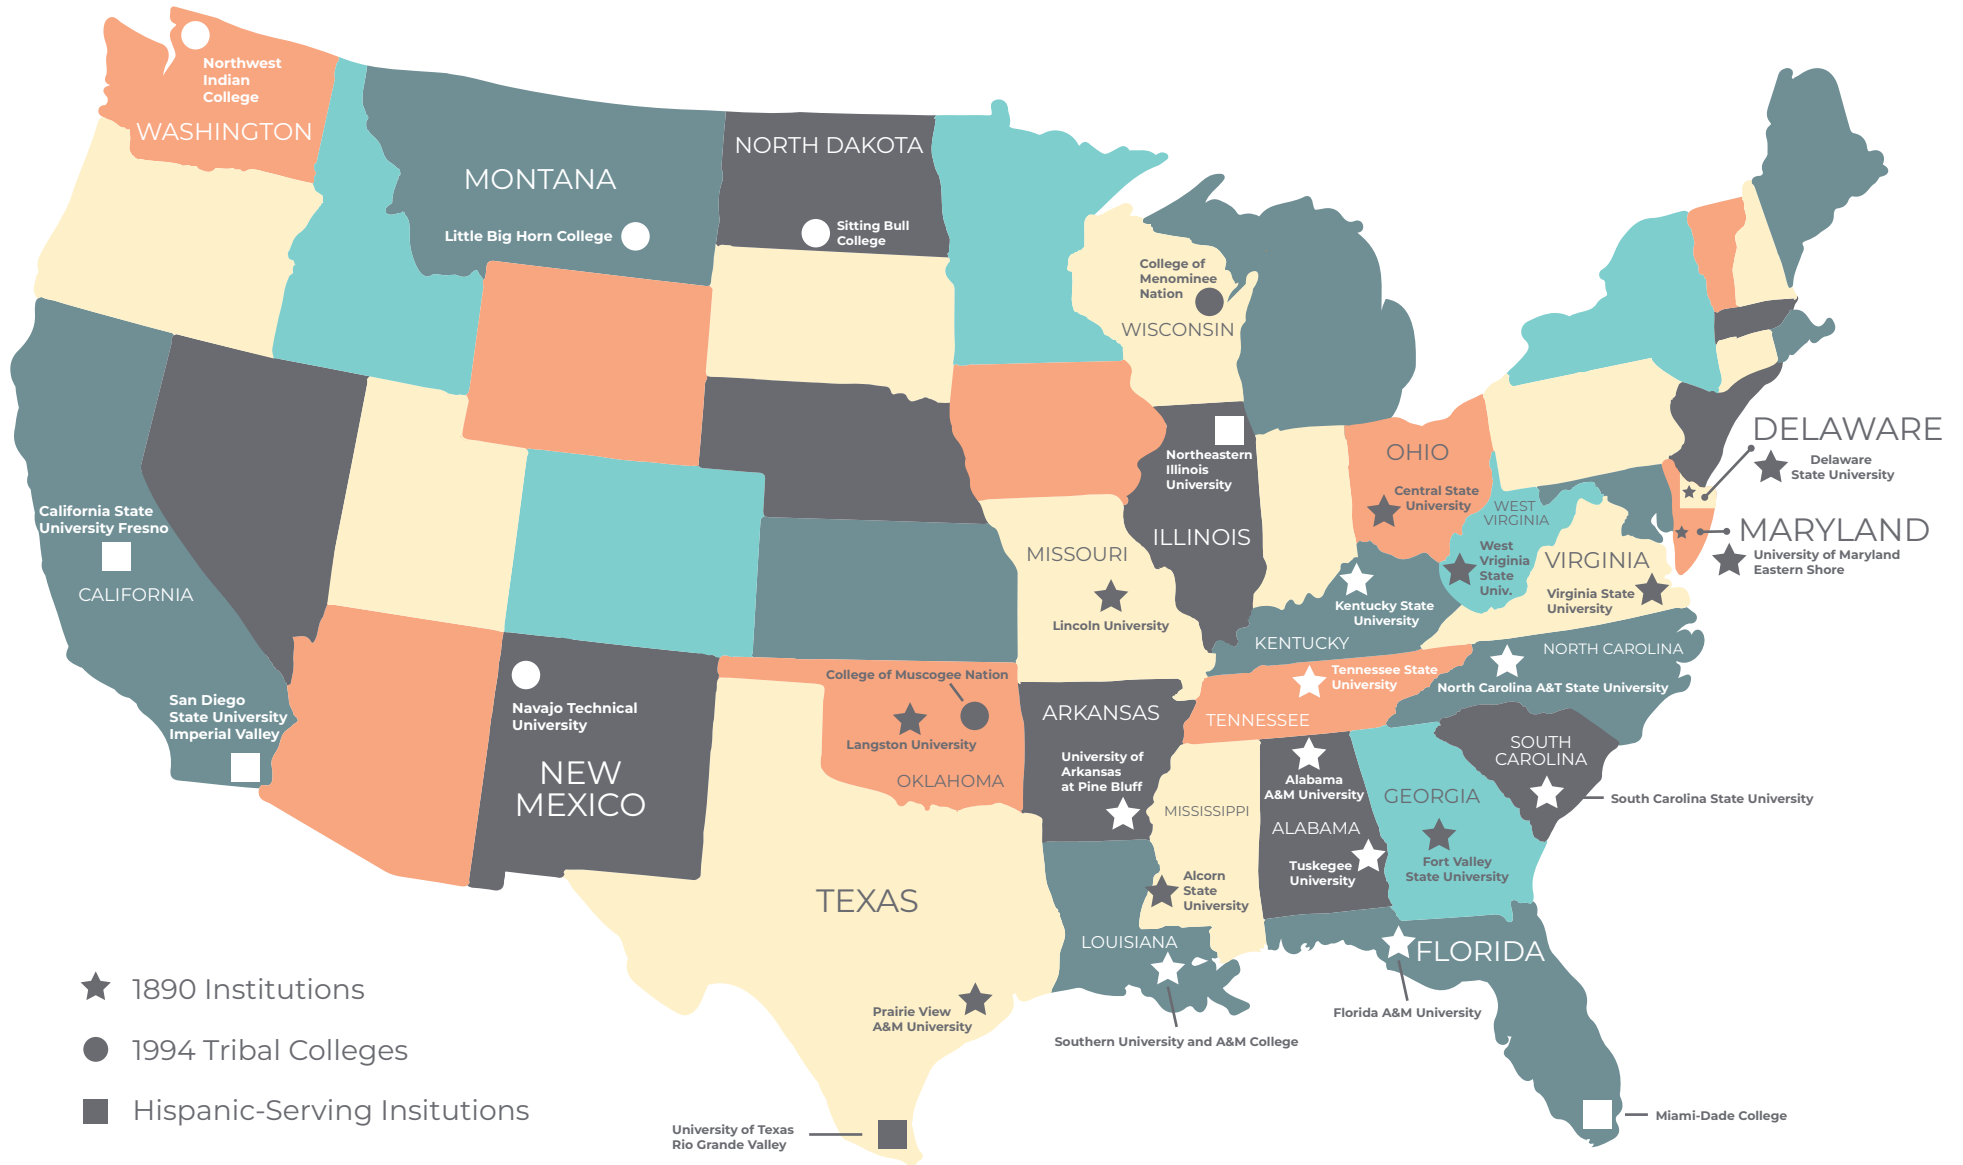 Northwest
Indian
College
WASHINGTON
MONTANA
Little Big Horn College
NORTH DAKOTA
Sitting Bull
College
College of
Menominee
Nation
WISCONSIN
California State
University Fresno
CALIFORNIA
San Diego
State University
Imperial Valley
Navajo Technical
University
NEW
MEXICO
Northeastern
Illinois
University
ILLINOIS
MISSOURI
Lincoln University
OHIO
Central State
University
WEST
VIRGINIA
West
Vriginia
State
Univ.
VIRGINIA
Virginia State
University
DELAWARE
Delaware
State University
MARYLAND
University of Maryland
Eastern Shore
Kentucky State
University
KENTUCKY
NORTH CAROLINA
North Carolina A&T State University
Tennessee State
University
TENNESSEE
College of Muscogee Nation
Langston University
OKLAHOMA
ARKANSAS
University of
Arkansas
at Pine Bluff
MISSISSIPPI
Alcorn
State
University
Alabama
A&M University
ALABAMA
Tuskegee
University
GEORGIA
Fort Valley
State University
SOUTH
CAROLINA
South Carolina State University
TEXAS
Prairie View
A&M University
University of Texas
Rio Grande Valley
LOUISIANA
Southern University and A&M College
FLORIDA
Florida A&M University
Miami-Dade College
1890 Institutions
1994 Tribal Colleges
Hispanic-Serving Insitutions